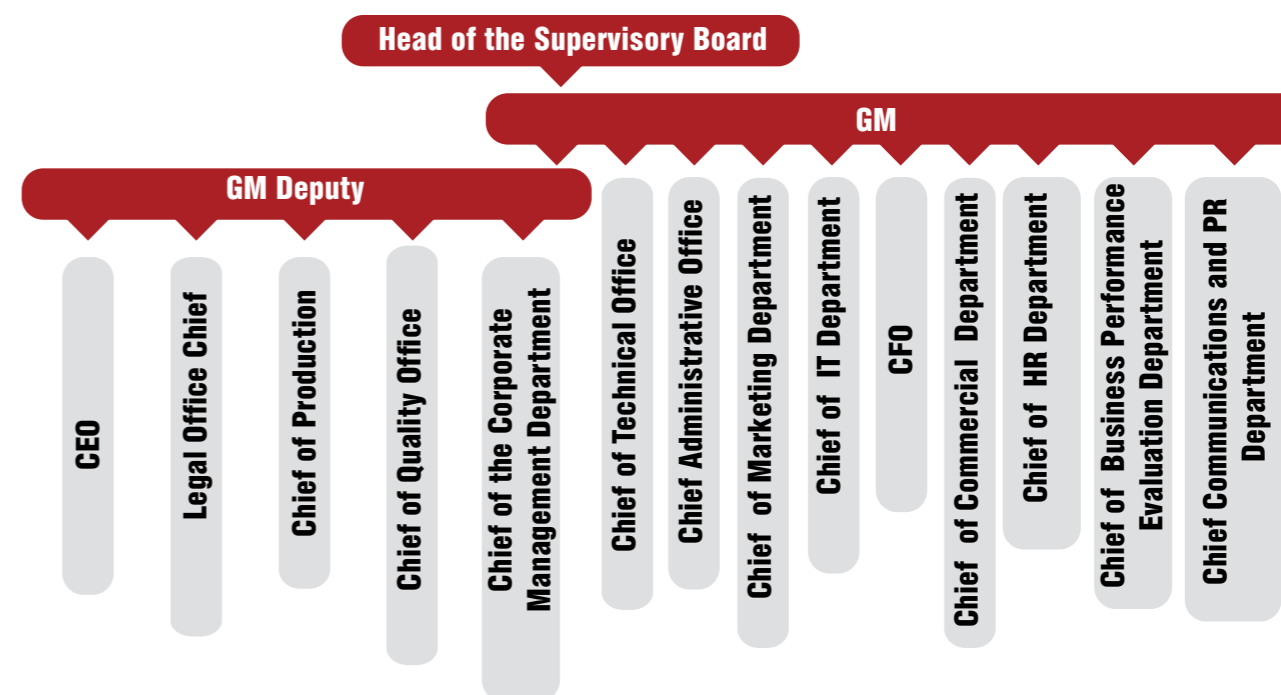 Head of the Supervisory Board
GM
GM Deputy
CEO
Legal Office Chief
Chief of Production
Chief of Quality Office
Chief of the Corporate
Management Department
Chief of Technical Office
Chief Administrative Office
Chief of Marketing Department
Chief of IT Department
CFO
Chief of Commercial Department
Chief of HR Department
Chief of Business Performance
Evaluation Department
Chief Communications and PR
Department